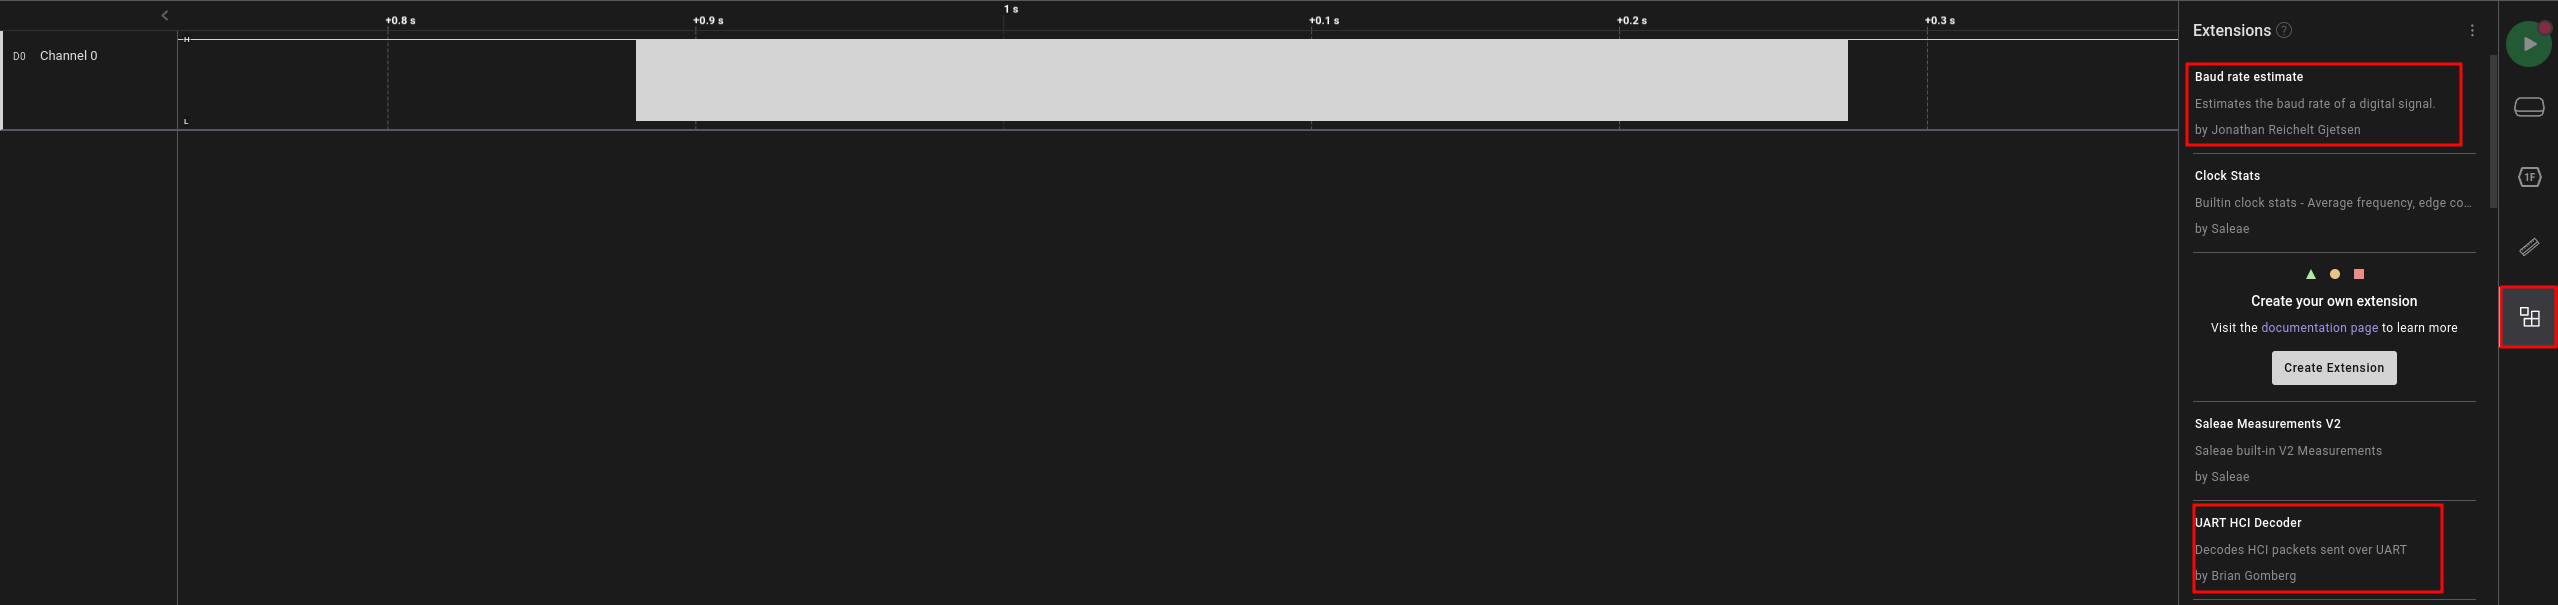 1 s
+0.8 s
+0.9 s
+0.1 s
+0.2 s
+0.3 s
D0 Channel 0
H
L
Extensions ?
Baud rate estimate
Estimates the baud rate of a digital signal.
by Jonathan Reichelt Gjetsen
Clock Stats
Builtin clock stats - Average frequency, edge co...
by Saleae
Create your own extension
Visit the documentation page to learn more
Create Extension
Saleae Measurements V2
Saleae built-in V2 Measurements
by Saleae
UART HCI Decoder
Decodes HCI packets sent over UART
by Brian Gomberg
1F